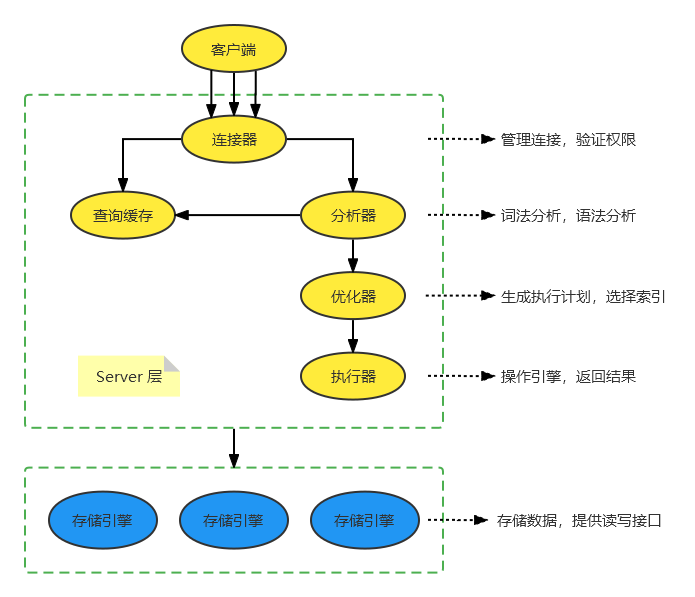 客户端
连接器
管理连接，验证权限
查询缓存
分析器
词法分析，语法分析
优化器
生成执行计划，选择索引
Server 层
执行器
操作引擎，返回结果
存储引擎
存储引擎
存储引擎
存储数据，提供读写接口